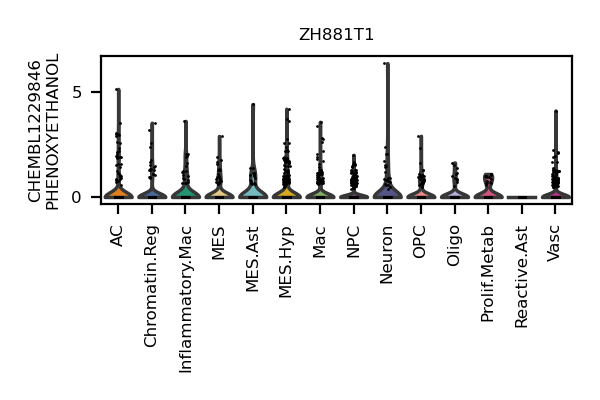 ZH881T1
CHEMBL1229846
PHENOXYETHANOL
5
0
AC
Chromatin.Reg
Inflammatory.Mac
MES
MES.Ast
MES.Hyp
Mac
NPC
Neuron
OPC
Oligo
Prolif.Metab
Reactive.Ast
Vasc